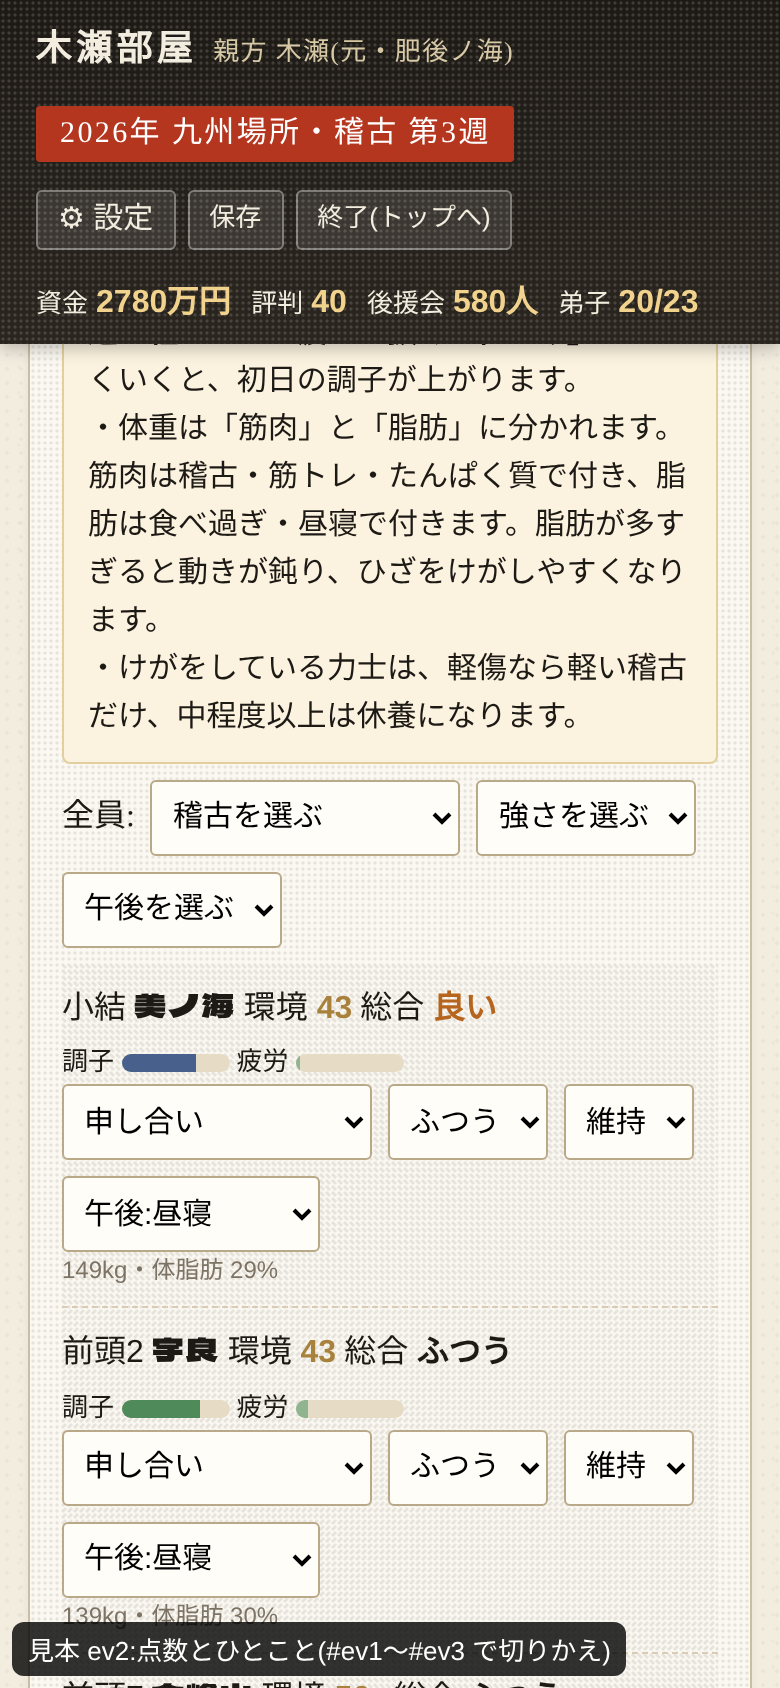 木瀬部屋 親方 木瀬(元・肥後ノ海)
2026年 九州場所・稽古 第3週
⚙ 設定 保存 終了(トップへ)
資金 2780万円 評判 40 後援会 580人 弟子 20/23
くいくと、初日の調子が上がります。
・体重は「筋肉」と「脂肪」に分かれます。
筋肉は稽古・筋トレ・たんぱく質で付き、脂
肪は食べ過ぎ・昼寝で付きます。脂肪が多す
ぎると動きが鈍り、ひざをけがしやすくなり
ます。
・けがをしている力士は、軽傷なら軽い稽古
だけ、中程度以上は休養になります。
全員: 稽古を選ぶ 強さを選ぶ
午後を選ぶ
小結 美ノ海 環境 43 総合 良い
調子 疲労
申し合い ふつう 維持
午後:昼寝
149kg・体脂肪 29%
前頭2 宇良 環境 43 総合 ふつう
調子 疲労
申し合い ふつう 維持
午後:昼寝
139kg・体脂肪 30%
見本 ev2:点数とひとこと(#ev1〜#ev3 で切りかえ)